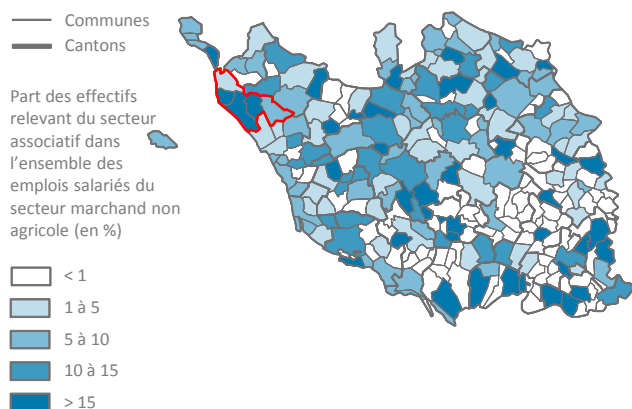 Communes
Cantons
Part des effectifs
relevant du secteur
associatif dans
l’ensemble des
emplois salariés du
secteur marchand non
agricole (en %)
< 1
1 à 5
5 à 10
10 à 15
> 15